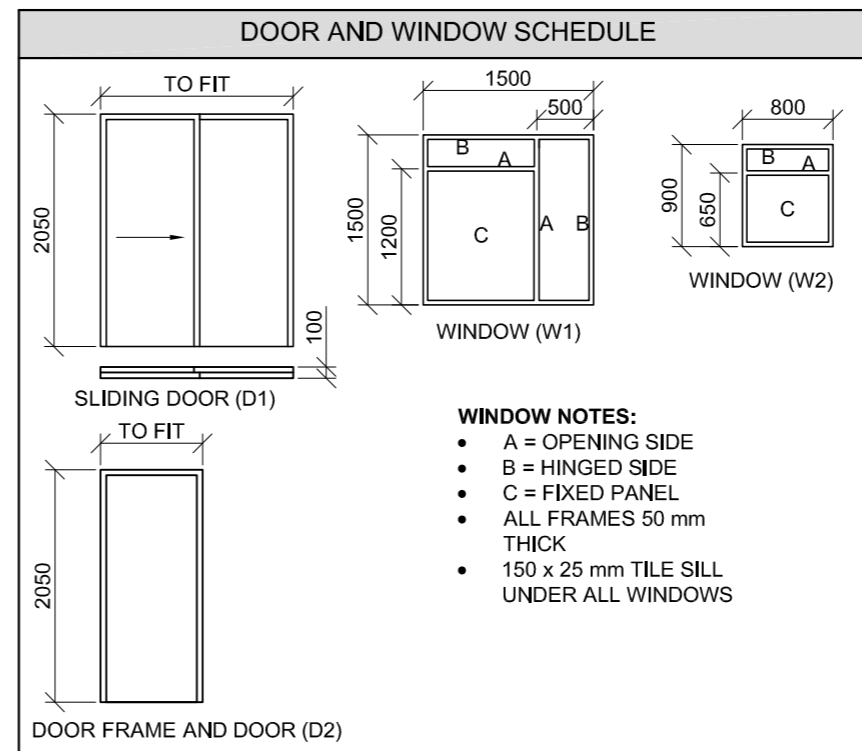 DOOR AND WINDOW SCHEDULE
TO FIT
2050
100
SLIDING DOOR (D1)
1500
500
1500
1200
B
A
C
A
B
WINDOW (W1)
800
900
650
B
A
C
WINDOW (W2)
TO FIT
2050
DOOR FRAME AND DOOR (D2)
WINDOW NOTES:
• A = OPENING SIDE
• B = HINGED SIDE
• C = FIXED PANEL
• ALL FRAMES 50 mm
THICK
• 150 x 25 mm TILE SILL
UNDER ALL WINDOWS